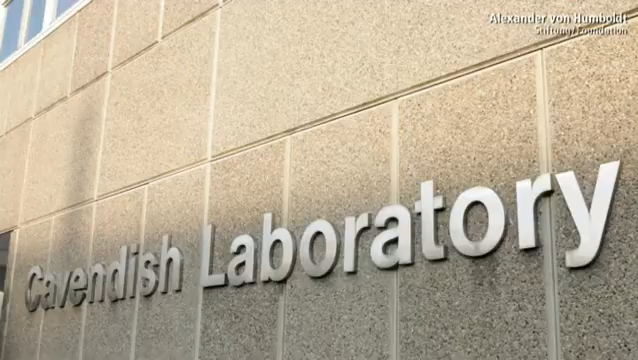 Alexander von Humboldt
Stiftung/Foundation
Cavendish Laboratory